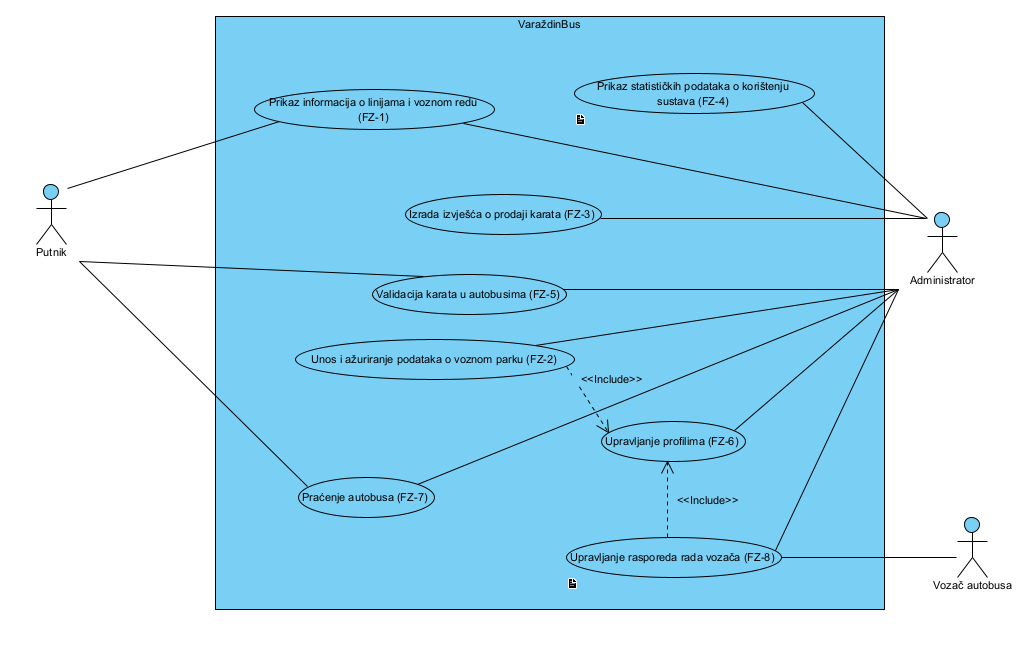 VaraždinBus
Prikaz statističkih podataka o korištenju
sustava (FZ-4)
Prikaz informacija o linijama i voznom redu
(FZ-1)
Izrada izvješća o prodaji karata (FZ-3)
Putnik
Administrator
Validacija karata u autobusima (FZ-5)
Unos i ažuriranje podataka o voznom parku (FZ-2)
<<Include>>
Upravljanje profilima (FZ-6)
Praćenje autobusa (FZ-7)
<<Include>>
Upravljanje rasporeda rada vozača (FZ-8)
Vozač autobusa